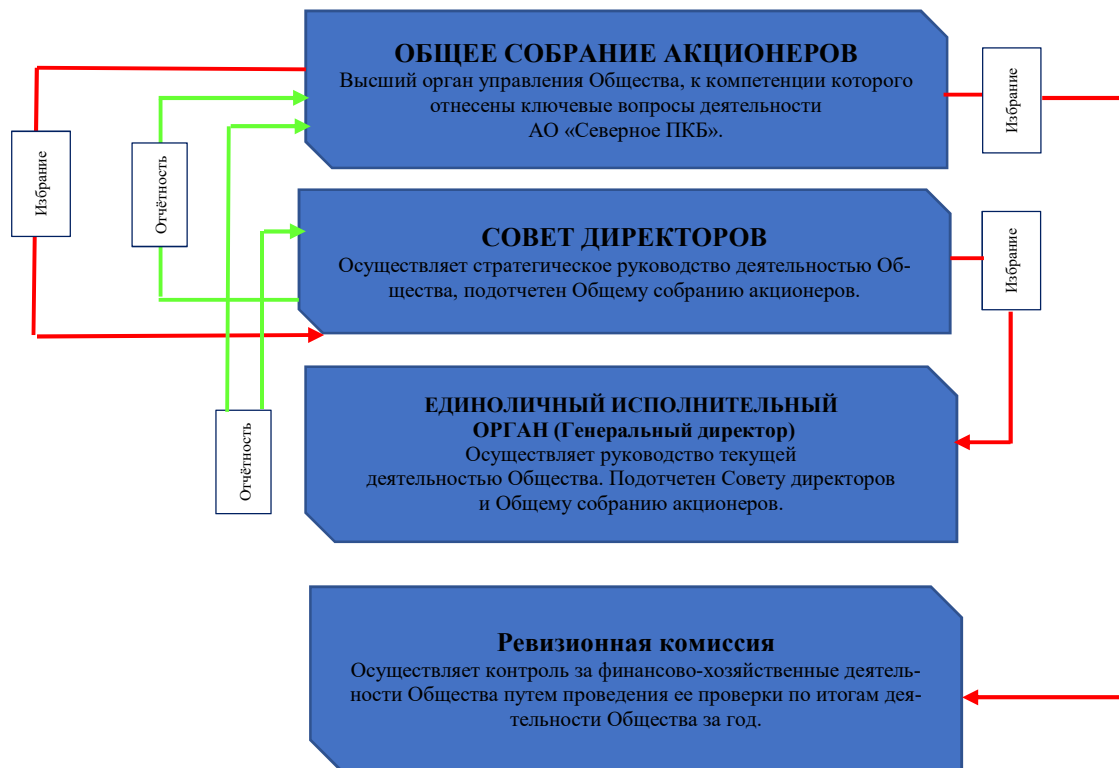 ОБЩЕЕ СОБРАНИЕ АКЦИОНЕРОВ
Высший орган управления Общества, к компетенции которого
отнесены ключевые вопросы деятельности
АО «Северное ПКБ».
Избрание
Избрание
Отчётность
СОВЕТ ДИРЕКТОРОВ
Осуществляет стратегическое руководство деятельностью Об-
щества, подотчетен Общему собранию акционеров.
Избрание
ЕДИНОЛИЧНЫЙ ИСПОЛНИТЕЛЬНЫЙ
ОРГАН (Генеральный директор)
Осуществляет руководство текущей
деятельностью Общества. Подотчетен Совету директоров
и Общему собранию акционеров.
Отчётность
Ревизионная комиссия
Осуществляет контроль за финансово-хозяйственные деятель-
ности Общества путем проведения ее проверки по итогам дея-
тельности Общества за год.